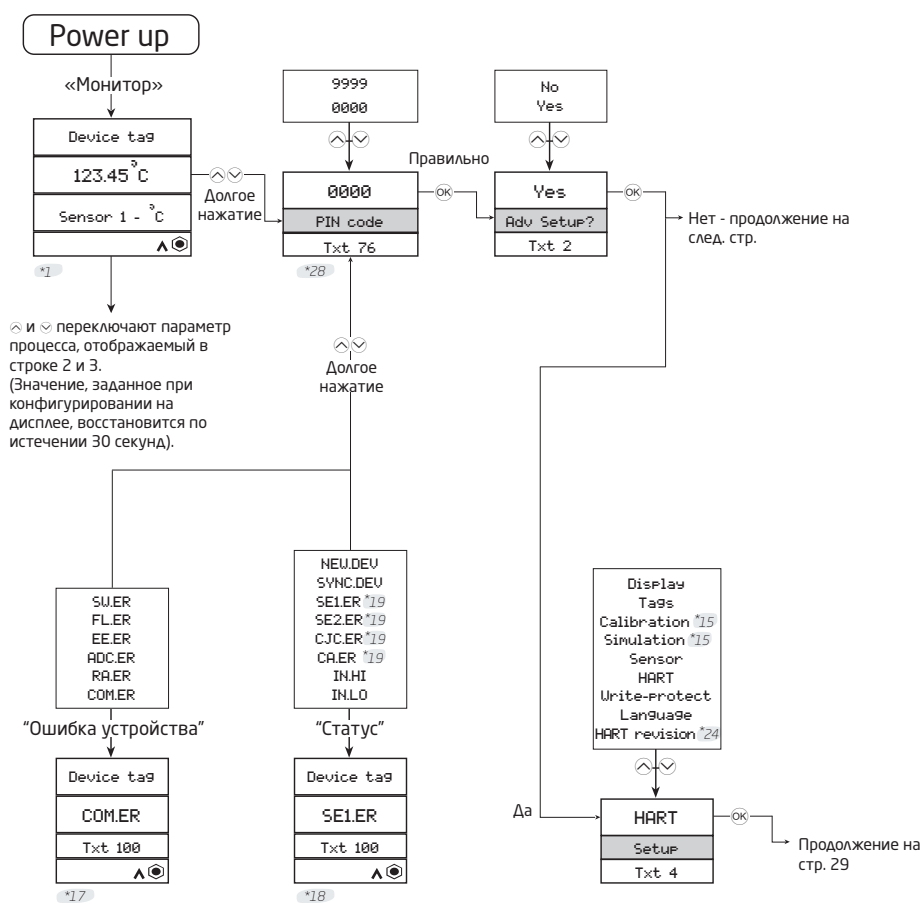 Power up
«Монитор»
Device tag
123.45°C
Sensor 1 - °C
*1
и переключают параметр
процесса, отображаемый в
строке 2 и 3.
(Значение, заданное при
конфигурировании на
дисплее, восстановится по
истечении 30 секунд).
Долгое
нажатие
9999
0000
0000
PIN code
Txt 76
*28
Правильно
OK
No
Yes
Yes
Adv Setup?
Txt 2
OK
Нет - продолжение на
след. стр.
Долгое
нажатие
SW.ER
FL.ER
EE.ER
ADC.ER
RA.ER
COM.ER
“Ошибка устройства”
Device tag
COM.ER
Txt 100
*17
NEW.DEV
SYNC.DEV
SE1.ER *19
SE2.ER *19
CJC.ER *19
CA.ER *19
IN.HI
IN.LO
“Статус”
Device tag
SE1.ER
Txt 100
*18
Display
Tags
Calibration *15
Simulation *15
Sensor
HART
Write-protect
Language
HART revision *24
Да
HART
Setup
Txt 4
OK
Продолжение на
стр. 29